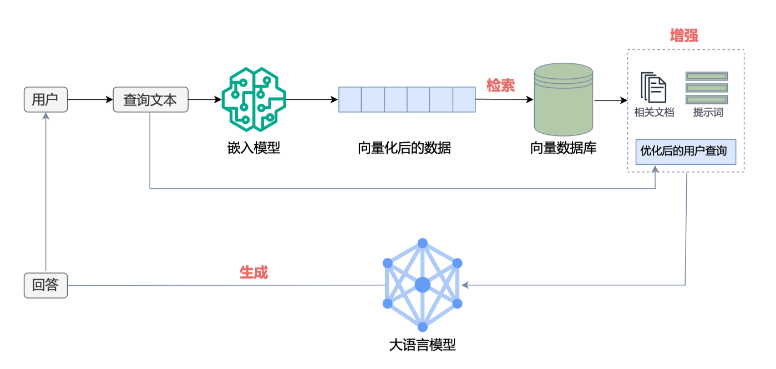 增强
检索
用户
查询文本
相关文档
提示词
嵌入模型
向量化后的数据
向量数据库
优化后的用户查询
生成
回答
大语言模型